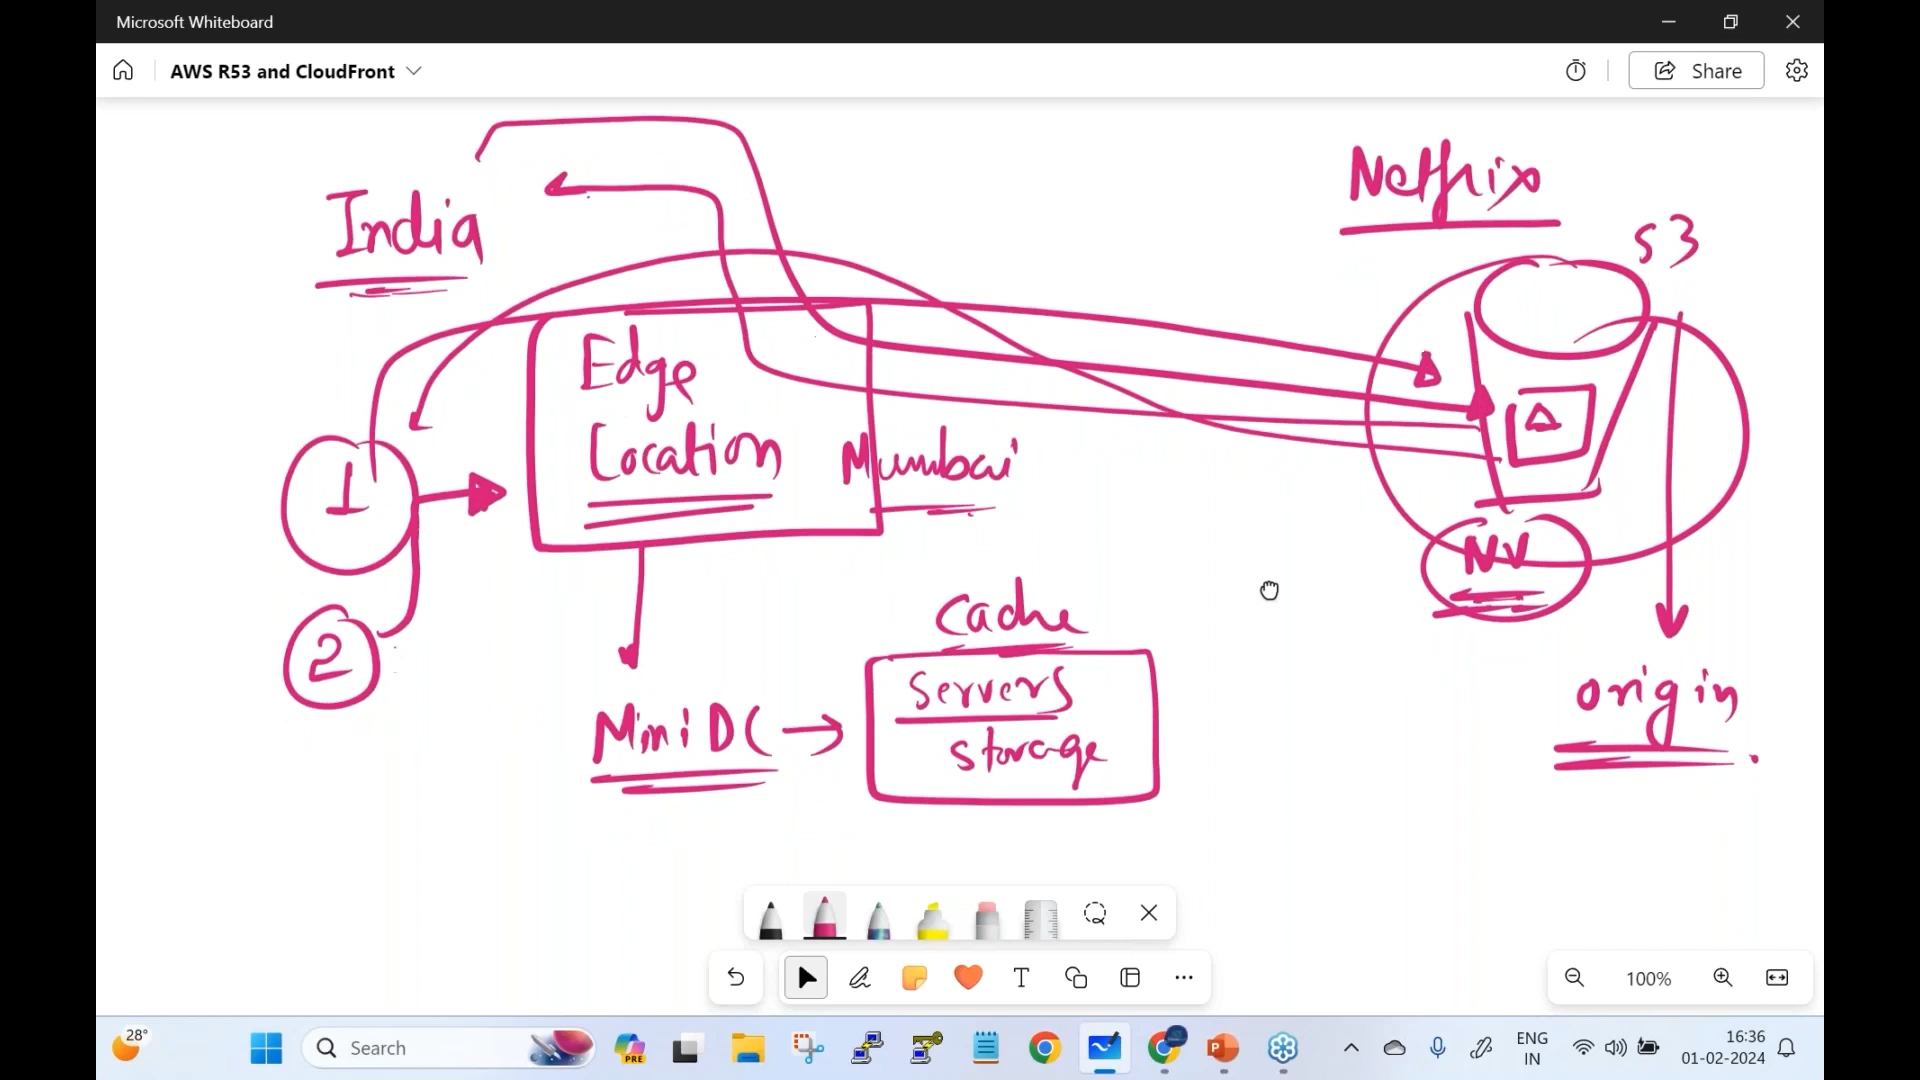 Microsoft Whiteboard
AWS R53 and CloudFront
Share
Netflix
India
S3
Edge
Location
Mumbai
1
NV
Cache
2
Servers
storage
Mini DC
origin
100%
28°
Search
PRE
ENG
IN
16:36
01-02-2024